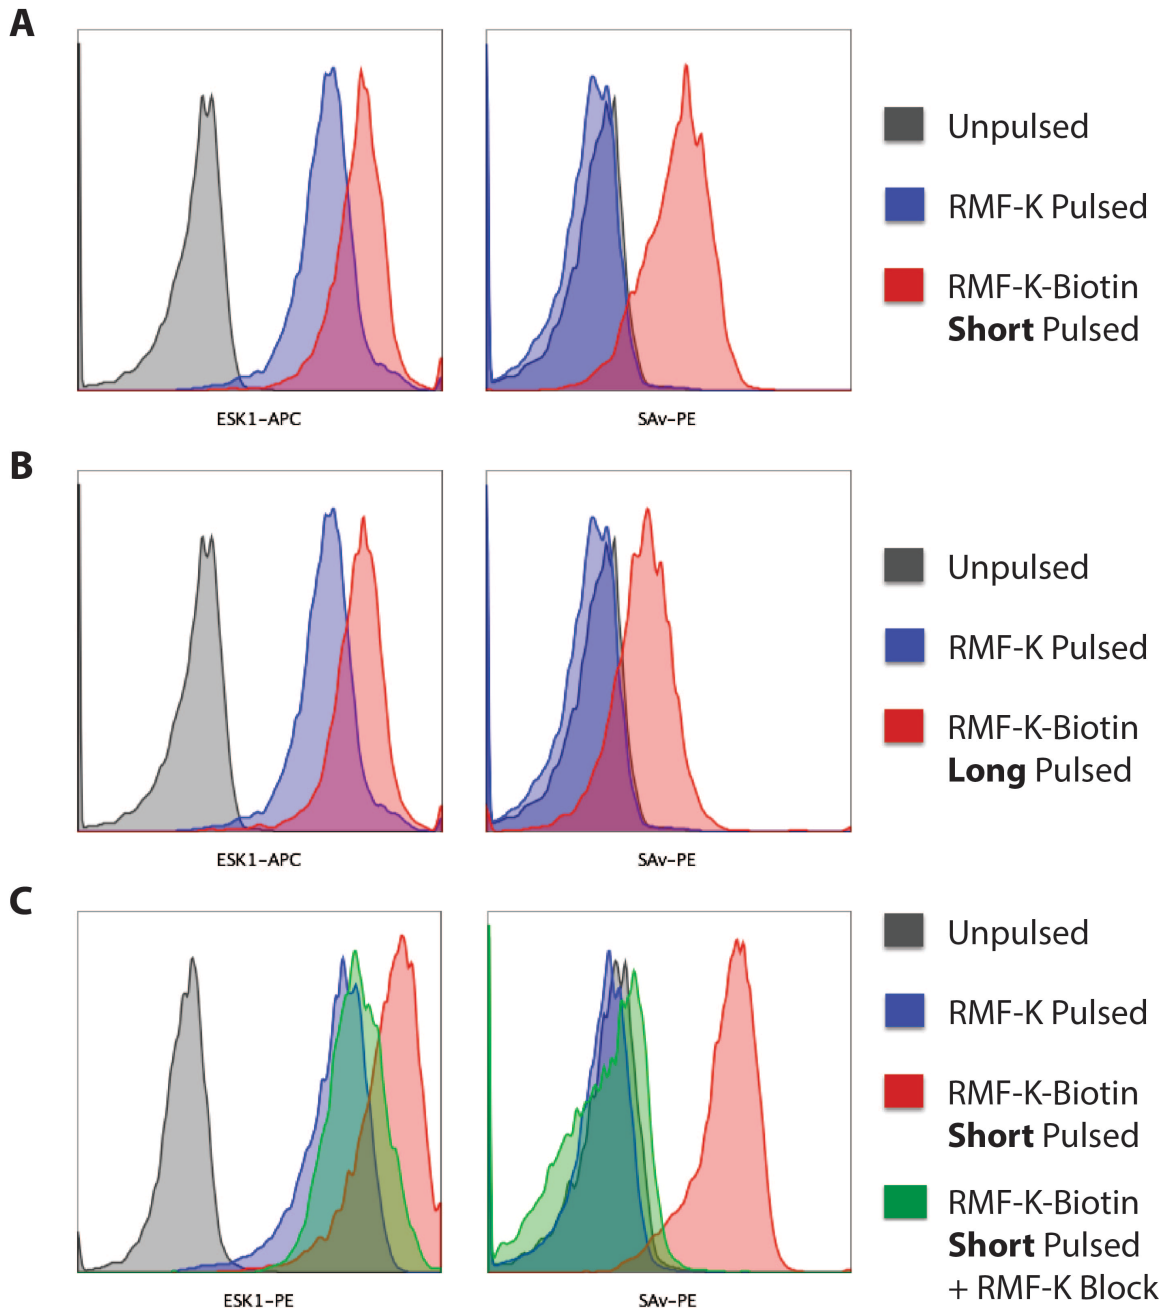 A
Unpulsed
RMF-K Pulsed
RMF-K-Biotin
Short Pulsed
ESK1-APC
SAv-PE
B
Unpulsed
RMF-K Pulsed
RMF-K-Biotin
Long Pulsed
ESK1-APC
SAv-PE
C
Unpulsed
RMF-K Pulsed
RMF-K-Biotin
Short Pulsed
RMF-K-Biotin
Short Pulsed
+ RMF-K Block
ESK1-PE
SAv-PE